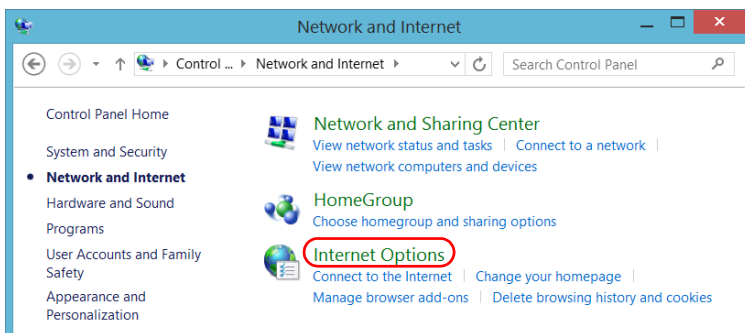 Network and Internet
Control ... Network and Internet
Search Control Panel
Control Panel Home
System and Security
Network and Internet
Hardware and Sound
Programs
User Accounts and Family
Safety
Appearance and
Personalization
Network and Sharing Center
View network status and tasks
Connect to a network
View network computers and devices
HomeGroup
Choose homegroup and sharing options
Internet Options
Connect to the Internet
Change your homepage
Manage browser add-ons
Delete browsing history and cookies